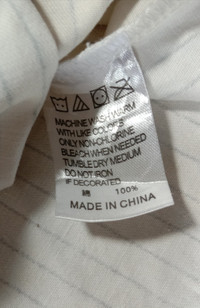 MACHINE WASH WARM
WITH LIKE COLORS
ONLY NON-CHLORINE
BLEACH WHEN NEEDED
TUMBLE DRY MEDIUM
DO NOT IRON
IF DECORATED
100%
MADE IN CHINA